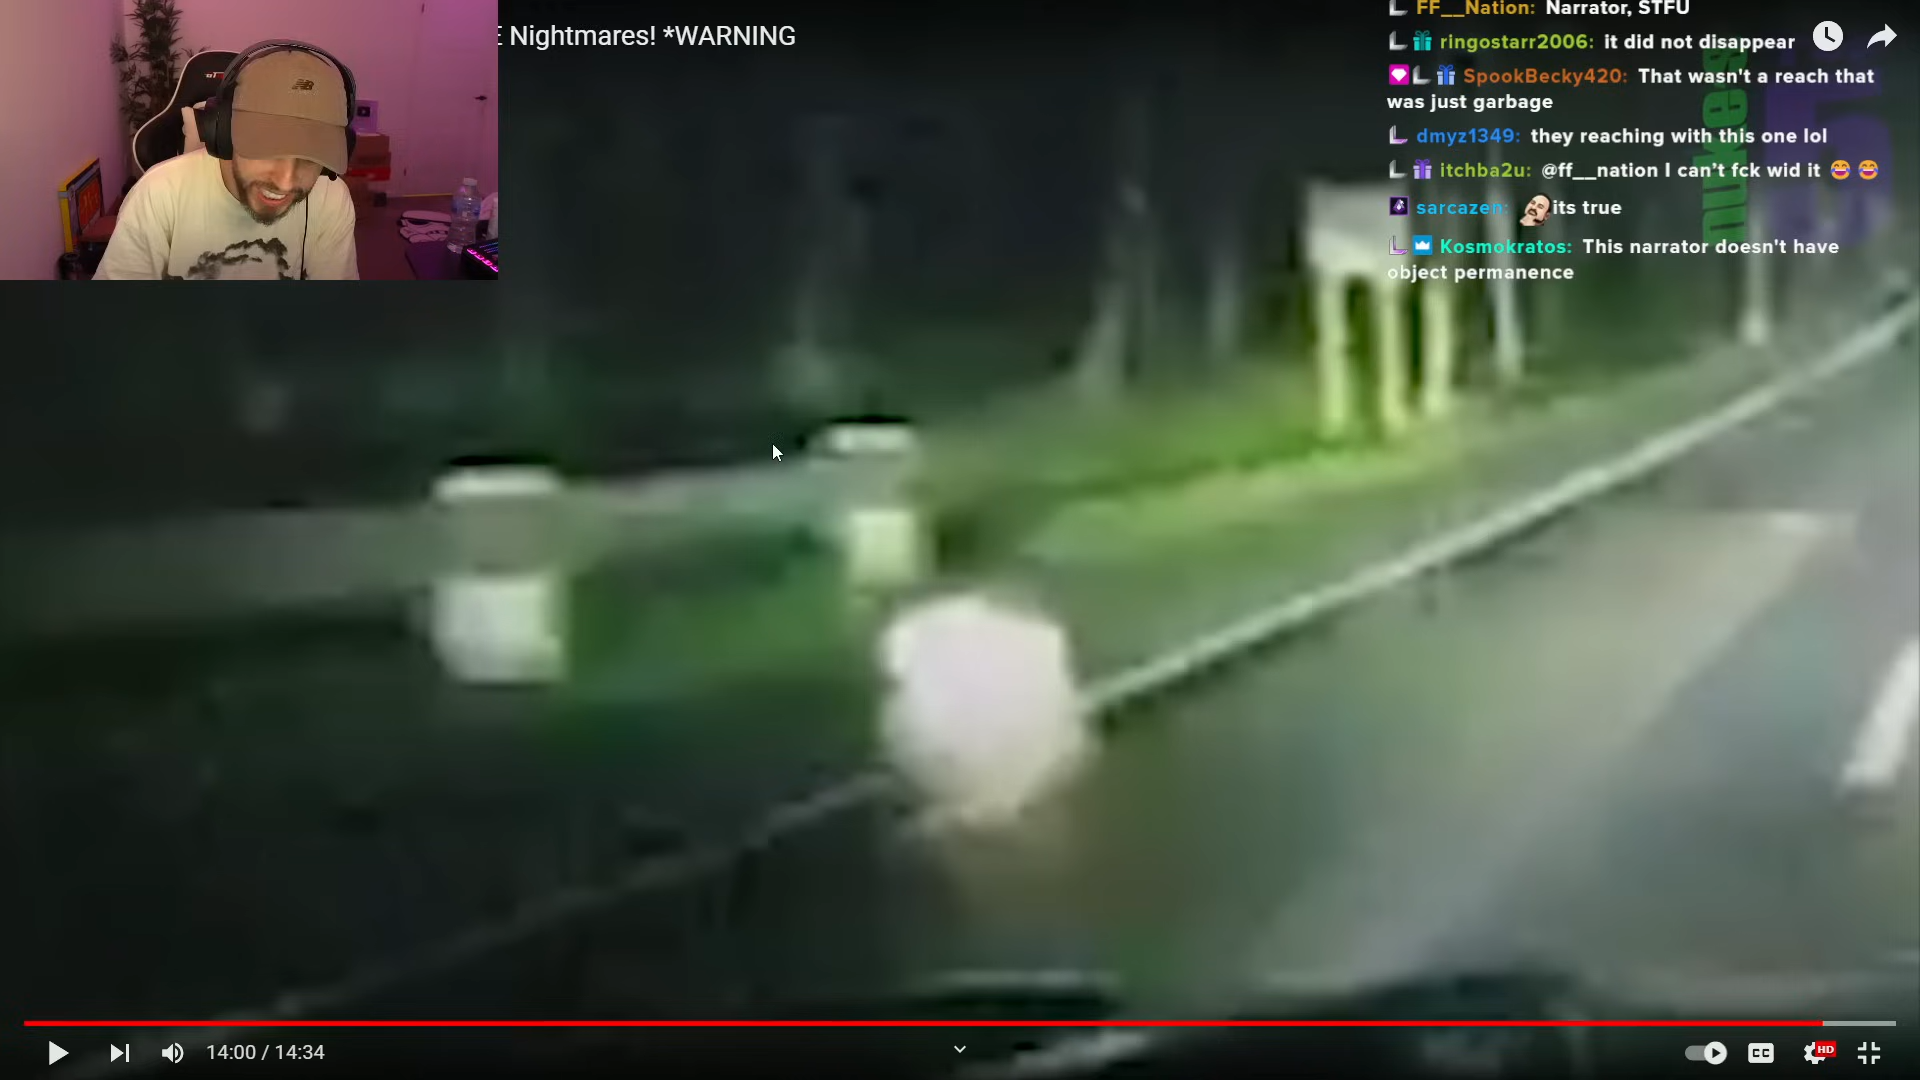 E Nightmares! *WARNING
FF__Nation: Narrator, STFU
ringostarr2006: it did not disappear
SpookBecky420: That wasn't a reach that
was just garbage
dmyz1349: they reaching with this one lol
itchba2u: @ff__nation I can’t fck wid it 😂 😂
sarcazen: its true
Kosmokratos: This narrator doesn't have
object permanence
14:00 / 14:34
CC
HD